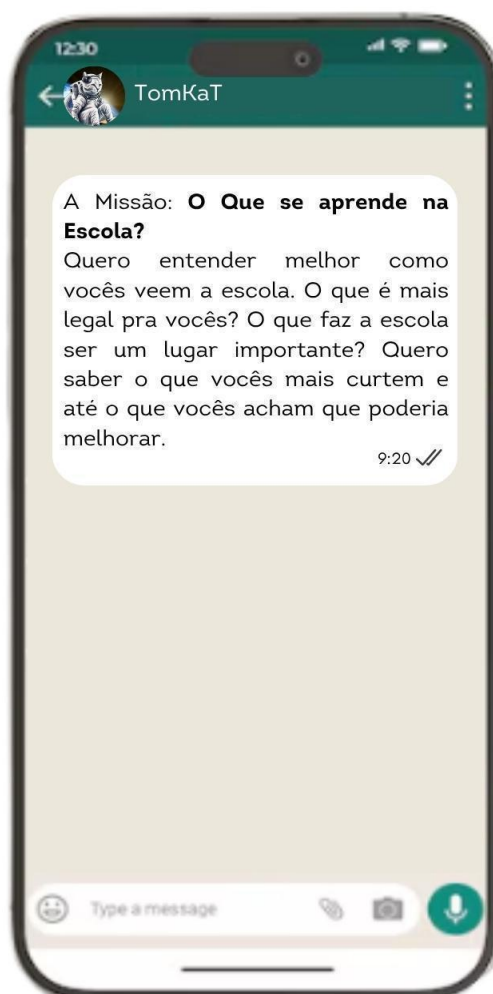 12:30
TomKaT
A Missão: O Que se aprende na
Escola?
Quero entender melhor como
vocês veem a escola. O que é mais
legal pra vocês? O que faz a escola
ser um lugar importante? Quero
saber o que vocês mais curtem e
até o que vocês acham que poderia
melhorar.
9:20
Type a message